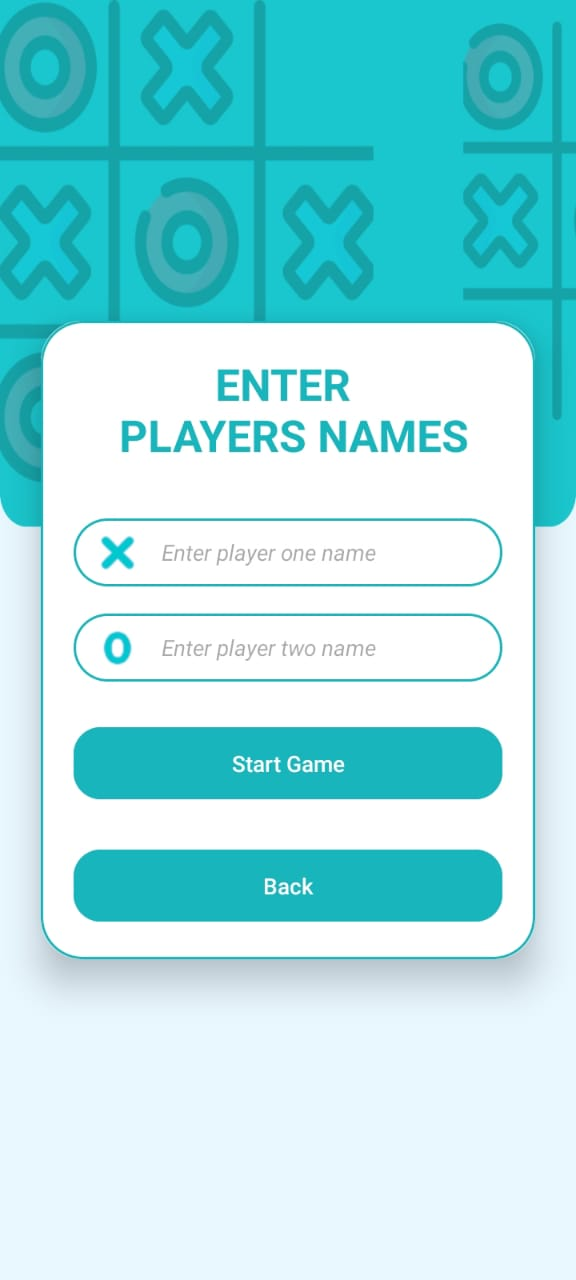 ENTER
PLAYERS NAMES
Enter player one name
Enter player two name
Start Game
Back